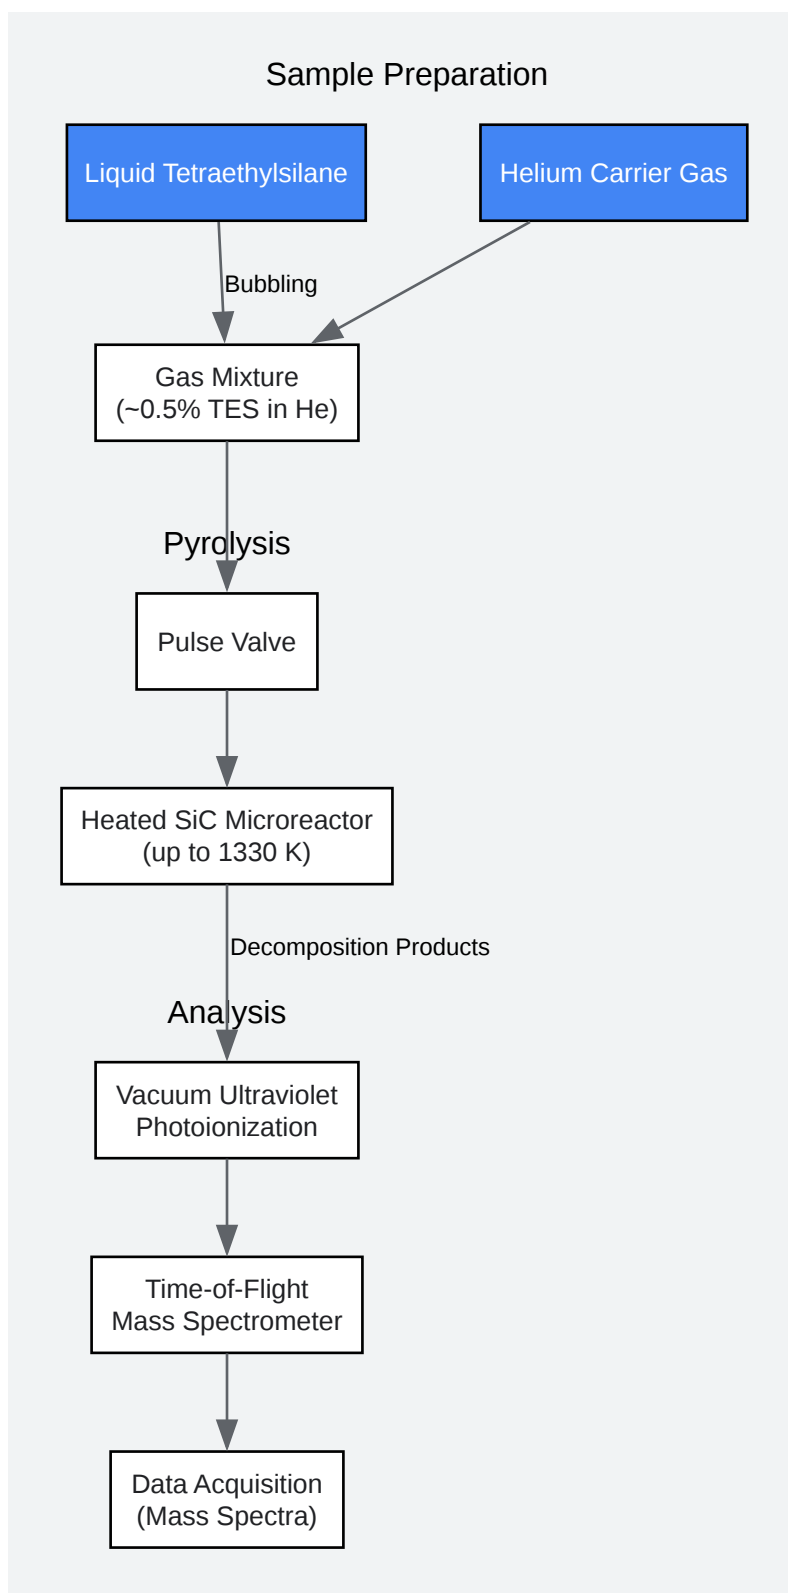 Sample Preparation
Liquid Tetraethylsilane
Helium Carrier Gas
Bubbling
Gas Mixture
(~0.5% TES in He)
Pyrolysis
Pulse Valve
Heated SiC Microreactor
(up to 1330 K)
Decomposition Products
Analysis
Vacuum Ultraviolet
Photoionization
Time-of-Flight
Mass Spectrometer
Data Acquisition
(Mass Spectra)